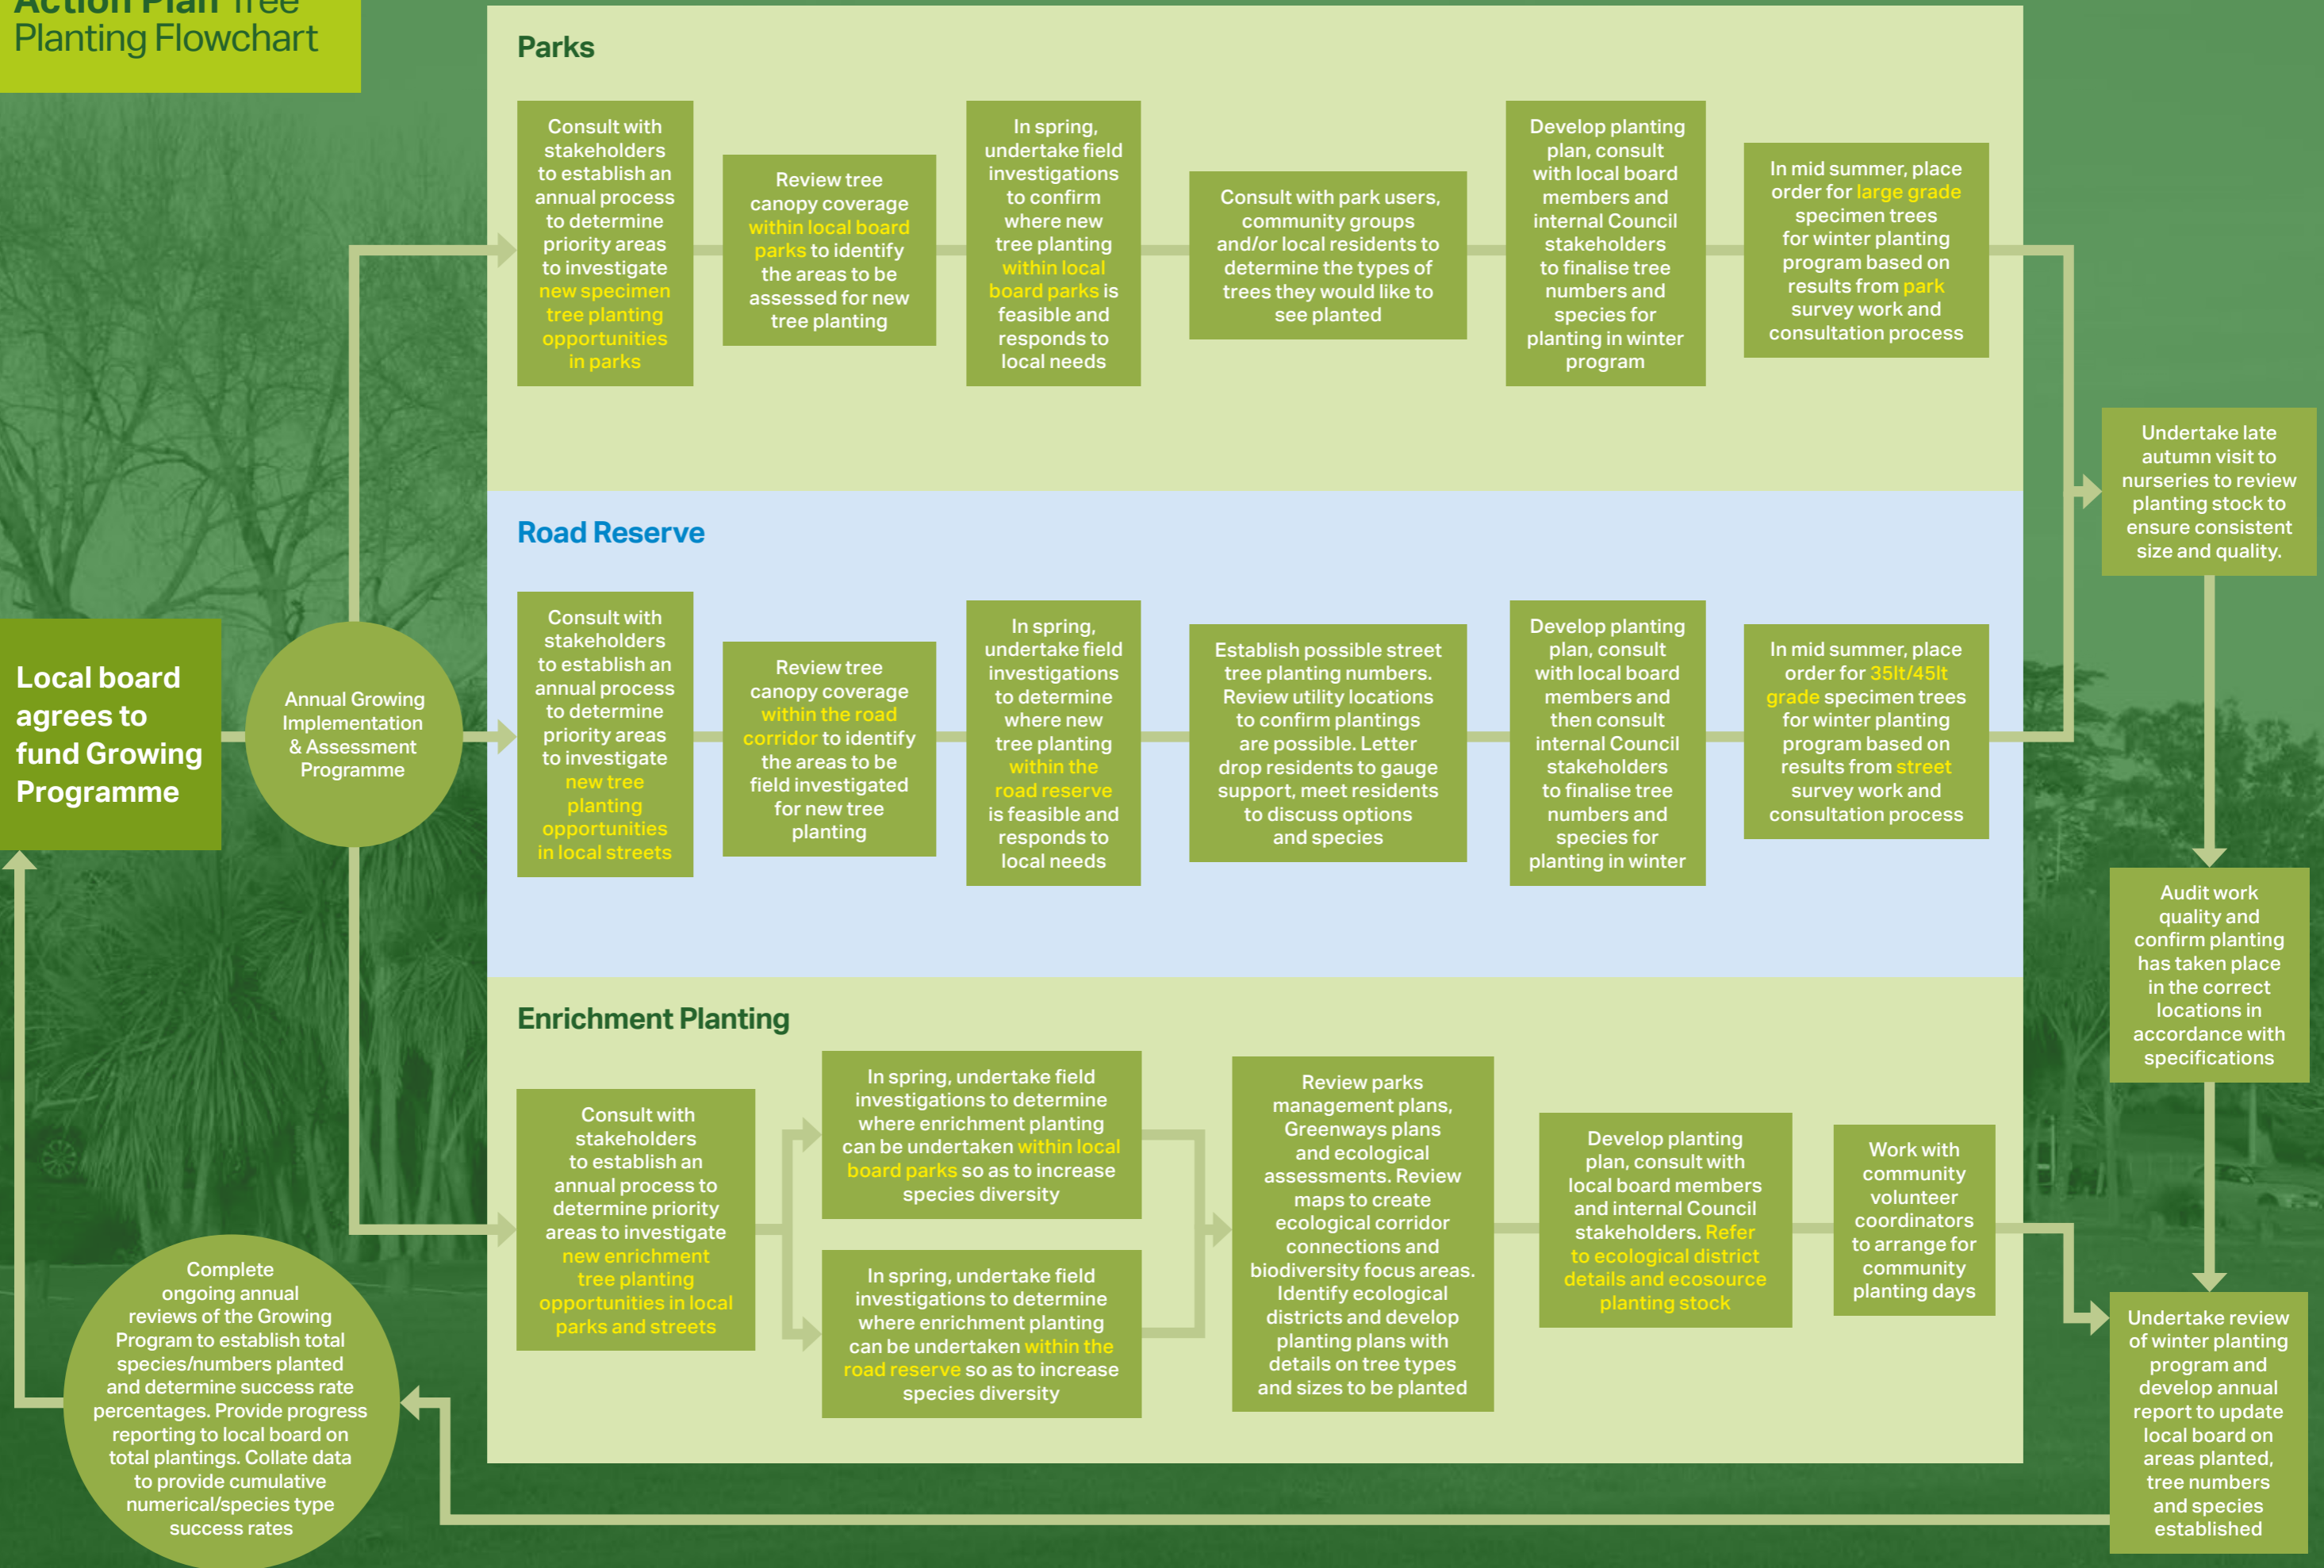 Action Plan Tree
Planting Flowchart
Local board
agrees to
fund Growing
Programme
Annual Growing
Implementation
& Assessment
Programme
Parks
Consult with
stakeholders
to establish an
annual process
to determine
priority areas
to investigate
new specimen
tree planting
opportunities
in parks
Review tree
canopy coverage
within local board
parks to identify
the areas to be
assessed for new
tree planting
In spring,
undertake field
investigations
to confirm
where new
tree planting
within local
board parks is
feasible and
responds to
local needs
Consult with park users,
community groups
and/or local residents to
determine the types of
trees they would like to
see planted
Develop planting
plan, consult
with local board
members and
internal Council
stakeholders
to finalise tree
numbers and
species for
planting in winter
program
In mid summer, place
order for large grade
specimen trees
for winter planting
program based on
results from park
survey work and
consultation process
Road Reserve
Consult with
stakeholders
to establish an
annual process
to determine
priority areas
to investigate
new tree
planting
opportunities
in local streets
Review tree
canopy coverage
within the road
corridor to identify
the areas to be
field investigated
for new tree
planting
In spring,
undertake field
investigations
to determine
where new
tree planting
within the
road reserve
is feasible and
responds to
local needs
Establish possible street
tree planting numbers.
Review utility locations
to confirm plantings
are possible. Letter
drop residents to gauge
support, meet residents
to discuss options
and species
Develop planting
plan, consult
with local board
members and
then consult
internal Council
stakeholders
to finalise tree
numbers and
species for
planting in winter
In mid summer, place
order for 35lt/45lt
grade specimen trees
for winter planting
program based on
results from street
survey work and
consultation process
Enrichment Planting
Consult with
stakeholders
to establish an
annual process to
determine priority
areas to investigate
new enrichment
tree planting
opportunities in local
parks and streets
In spring, undertake field
investigations to determine
where enrichment planting
can be undertaken within local
board parks so as to increase
species diversity
In spring, undertake field
investigations to determine
where enrichment planting
can be undertaken within the
road reserve so as to increase
species diversity
Review parks
management plans,
Greenways plans
and ecological
assessments. Review
maps to create
ecological corridor
connections and
biodiversity focus areas.
Identify ecological
districts and develop
planting plans with
details on tree types
and sizes to be planted
Develop planting
plan, consult with
local board members
and internal Council
stakeholders. Refer
to ecological district
details and ecosource
planting stock
Work with
community
volunteer
coordinators
to arrange for
community
planting days
Undertake late
autumn visit to
nurseries to review
planting stock to
ensure consistent
size and quality.
Audit work
quality and
confirm planting
has taken place
in the correct
locations in
accordance with
specifications
Undertake review
of winter planting
program and
develop annual
report to update
local board on
areas planted,
tree numbers
and species
established
Complete
ongoing annual
reviews of the Growing
Program to establish total
species/numbers planted
and determine success rate
percentages. Provide progress
reporting to local board on
total plantings. Collate data
to provide cumulative
numerical/species type
success rates